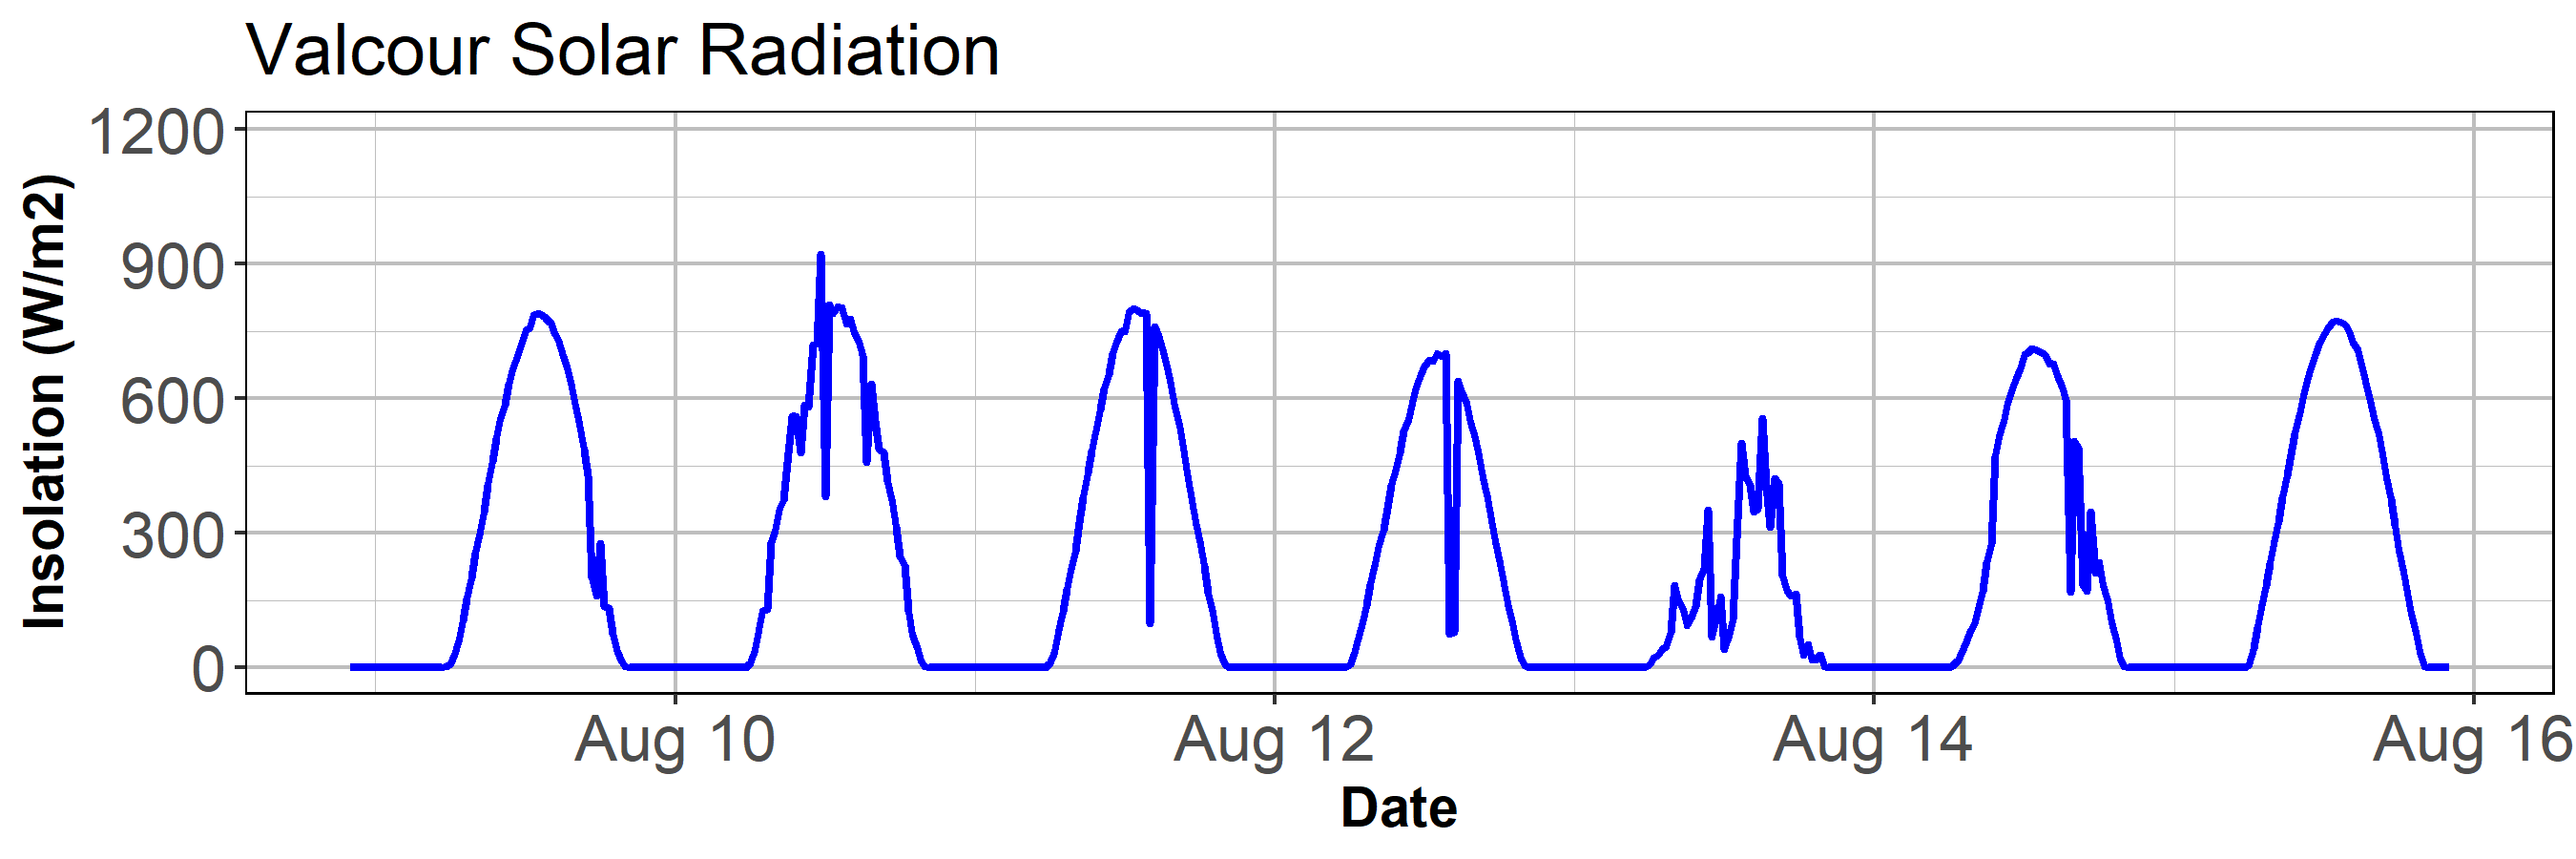 Valcour Solar Radiation
Insolation (W/m2)
1200
900
600
300
0
Aug 10
Aug 12
Aug 14
Aug 16
Date